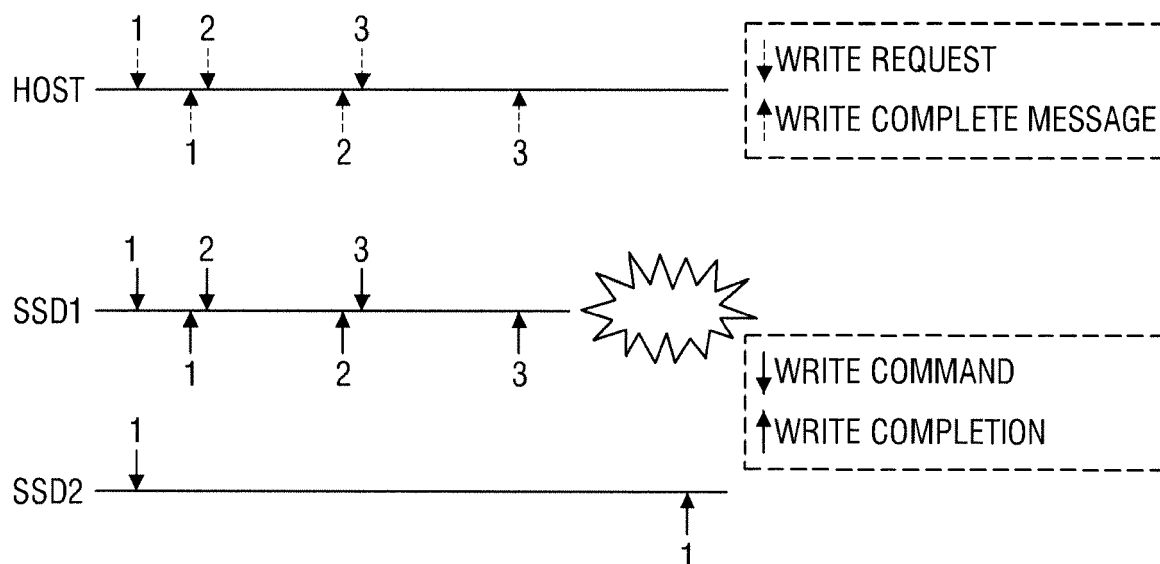 1 2 3
HOST
1 2 3
WRITE REQUEST
WRITE COMPLETE MESSAGE
1 2 3
SSD1
1 2 3
WRITE COMMAND
WRITE COMPLETION
1
SSD2
1